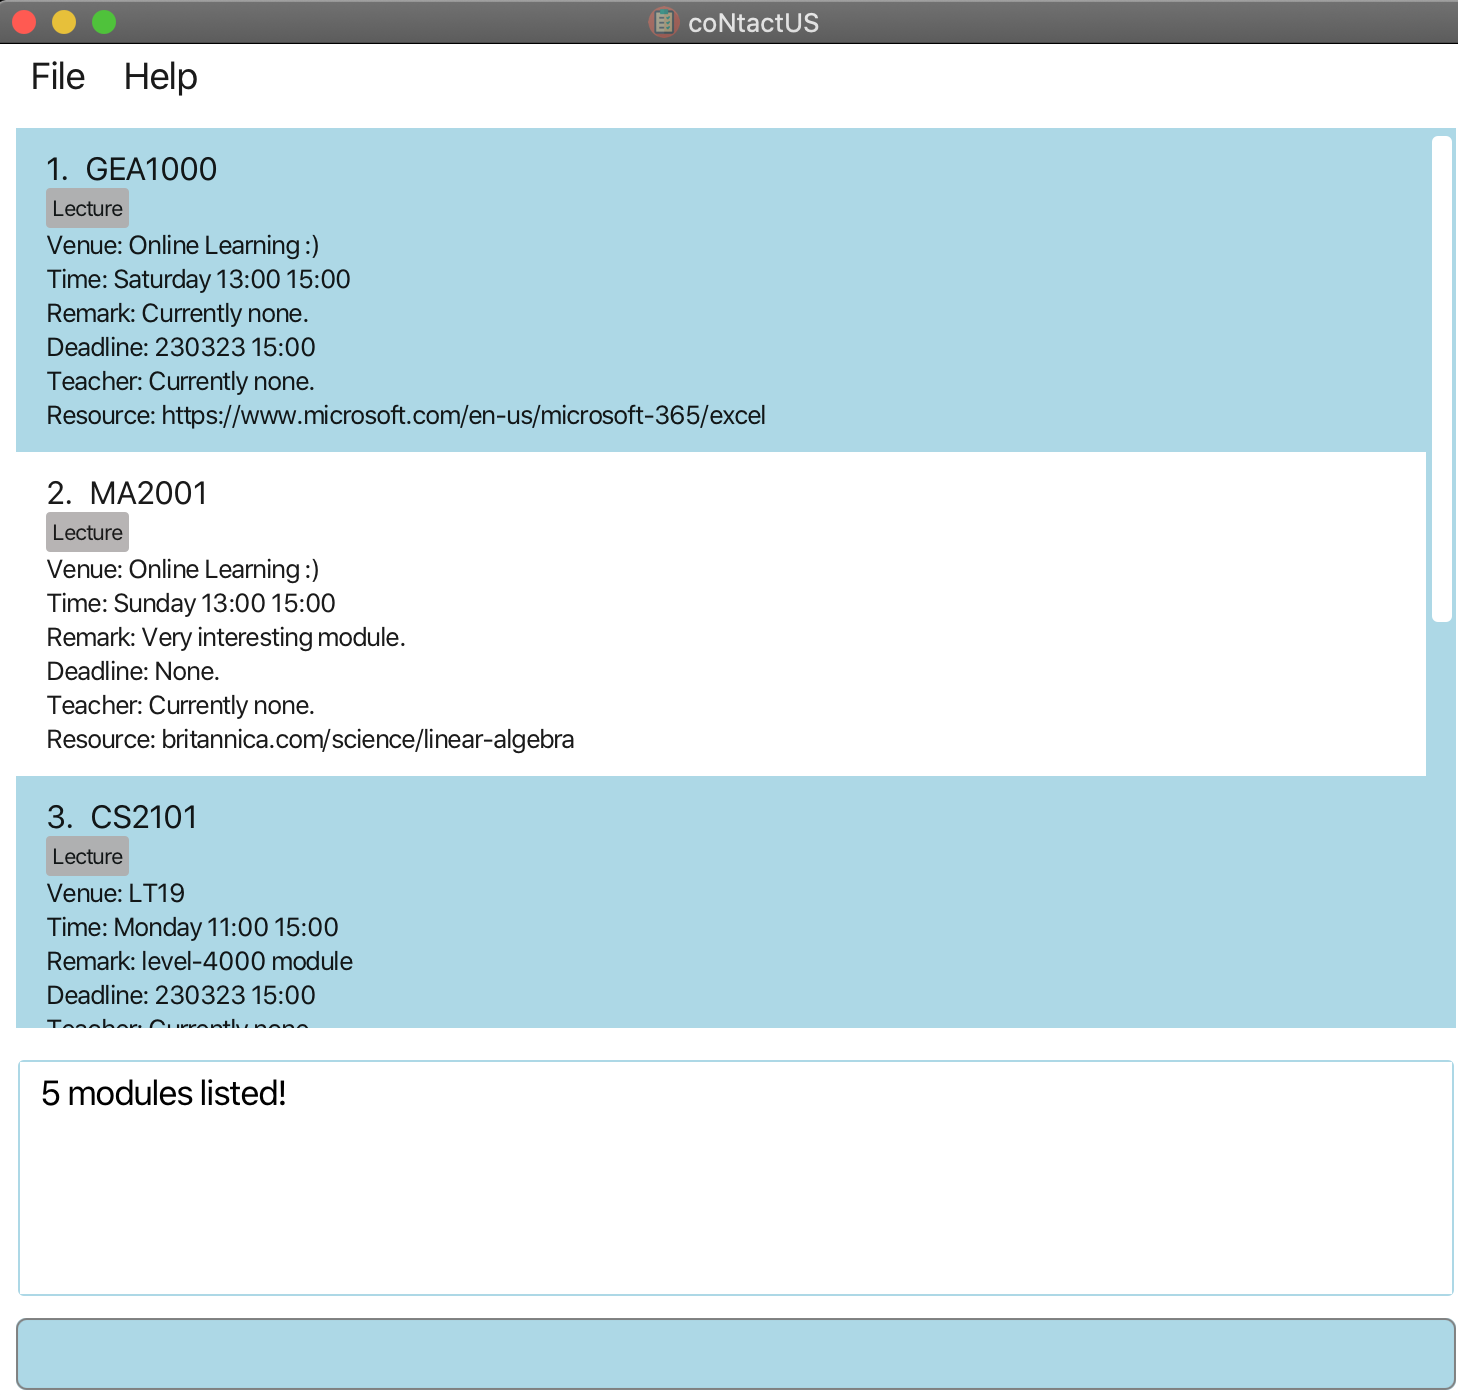 coNtactUS
File Help
1. GEA1000
Lecture
Venue: Online Learning :)
Time: Saturday 13:00 15:00
Remark: Currently none.
Deadline: 230323 15:00
Teacher: Currently none.
Resource: https://www.microsoft.com/en-us/microsoft-365/excel
2. MA2001
Lecture
Venue: Online Learning :)
Time: Sunday 13:00 15:00
Remark: Very interesting module.
Deadline: None.
Teacher: Currently none.
Resource: britannica.com/science/linear-algebra
3. CS2101
Lecture
Venue: LT19
Time: Monday 11:00 15:00
Remark: level-4000 module
Deadline: 230323 15:00
Teacher: Currently none.
5 modules listed!